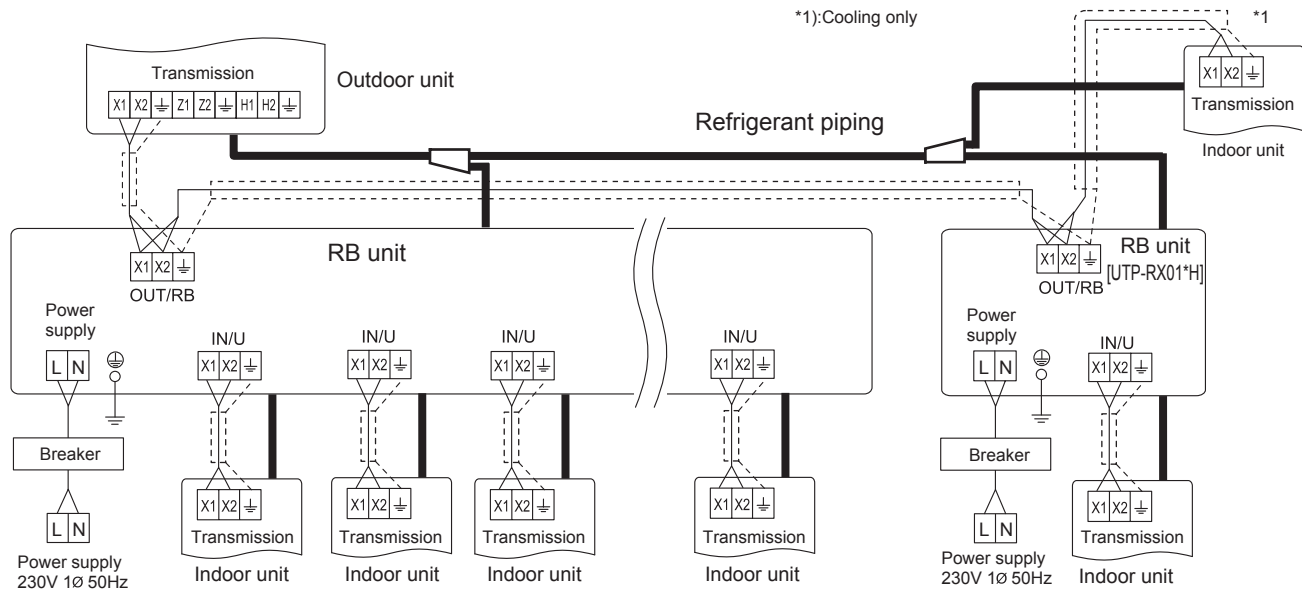 *1):Cooling only
*1
Transmission
X1 X2 ⏚ Z1 Z2 ⏚ H1 H2 ⏚
Outdoor unit
X1 X2 ⏚
Transmission
Indoor unit
Refrigerant piping
RB unit
X1 X2 ⏚
OUT/RB
Power
supply
L N
IN/U
X1 X2 ⏚
IN/U
X1 X2 ⏚
IN/U
X1 X2 ⏚
IN/U
X1 X2 ⏚
RB unit
[UTP-RX01*H]
X1 X2 ⏚
OUT/RB
Power
supply
L N
IN/U
X1 X2 ⏚
Breaker
L N
Power supply
230V 1Ø 50Hz
X1 X2 ⏚
Transmission
Indoor unit
X1 X2 ⏚
Transmission
Indoor unit
X1 X2 ⏚
Transmission
Indoor unit
X1 X2 ⏚
Transmission
Indoor unit
Breaker
L N
Power supply
230V 1Ø 50Hz
X1 X2 ⏚
Transmission
Indoor unit